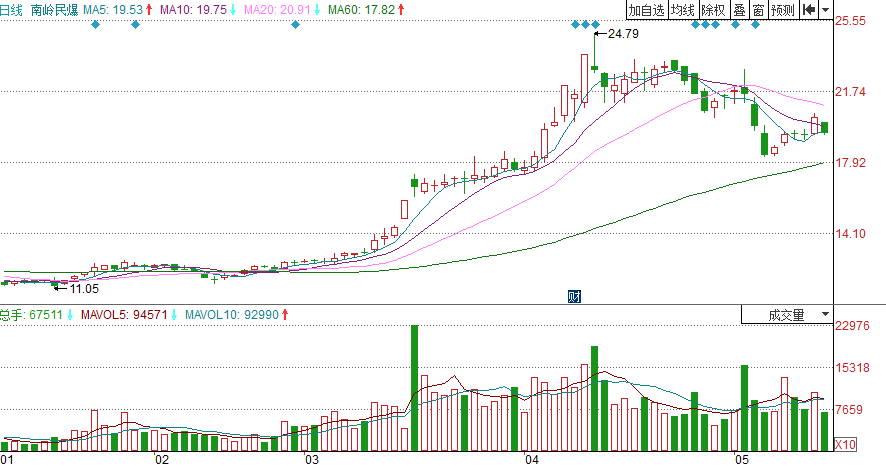 日线 南岭民爆 MA5: 19.53↑ MA10: 19.75↓ MA20: 20.91↓ MA60: 17.82↑
加自选 均线 除权 叠 窗 预测
25.55
24.79
21.74
17.92
14.10
11.05
财
总手: 67511↓ MAVOL5: 94571↓ MAVOL10: 92990↑
成交量
22976
15318
7659
X10
01 02 03 04 05